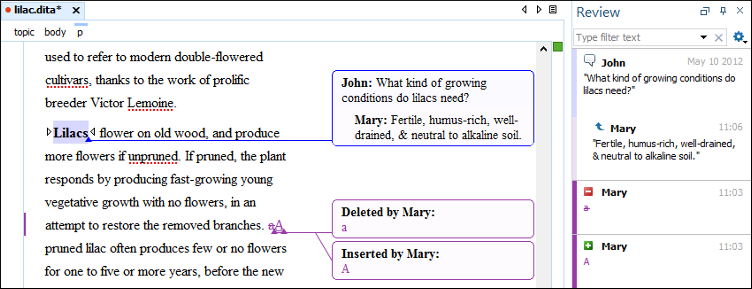 lilac.dita*
topic body p
used to refer to modern double-flowered
cultivars, thanks to the work of prolific
breeder Victor Lemoine.
Lilacs flower on old wood, and produce
more flowers if unpruned. If pruned, the plant
responds by producing fast-growing young
vegetative growth with no flowers, in an
attempt to restore the removed branches. aA
pruned lilac often produces few or no flowers
for one to five or more years, before the new
John: What kind of growing
conditions do lilacs need?
Mary: Fertile, humus-rich, well-
drained, & neutral to alkaline soil.
Deleted by Mary:
a
Inserted by Mary:
A
Review
Type filter text
John May 10 2012
"What kind of growing conditions do
lilacs need?"
Mary 11:06
"Fertile, humus-rich, well-drained,
& neutral to alkaline soil."
Mary 11:03
a
Mary 11:03
A